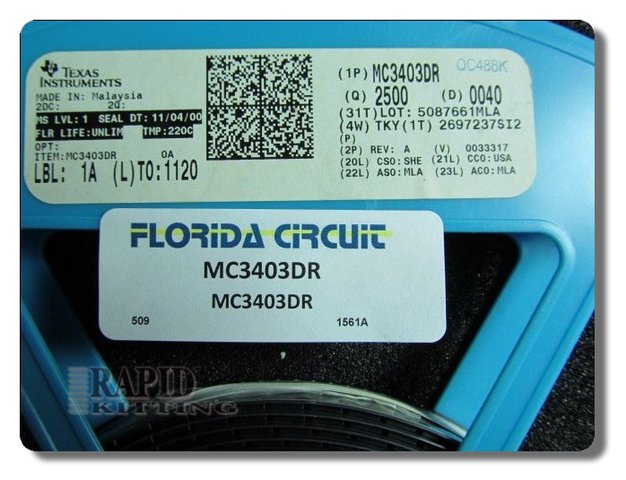 TEXAS
INSTRUMENTS
MADE IN: Malaysia
2DC: 2Q:
MS LVL: 1 SEAL DT: 11/04/00
FLR LIFE:UNLIM TMP:220C
OPT:
ITEM:MC3403DR 0A
LBL: 1A (L)TO:1120
(1P) MC3403DR QC488K
(Q) 2500 (D) 0040
(31T)LOT: 5087661MLA
(4W) TKY(1T) 2697237SI2
(P)
(2P) REV: A (V) 0033317
(20L) CSO:SHE (21L) CCO:USA
(22L) ASO:MLA (23L) ACO:MLA
FLORIDA CIRCUIT
MC3403DR
MC3403DR
509 1561A
RAPID
KITTING